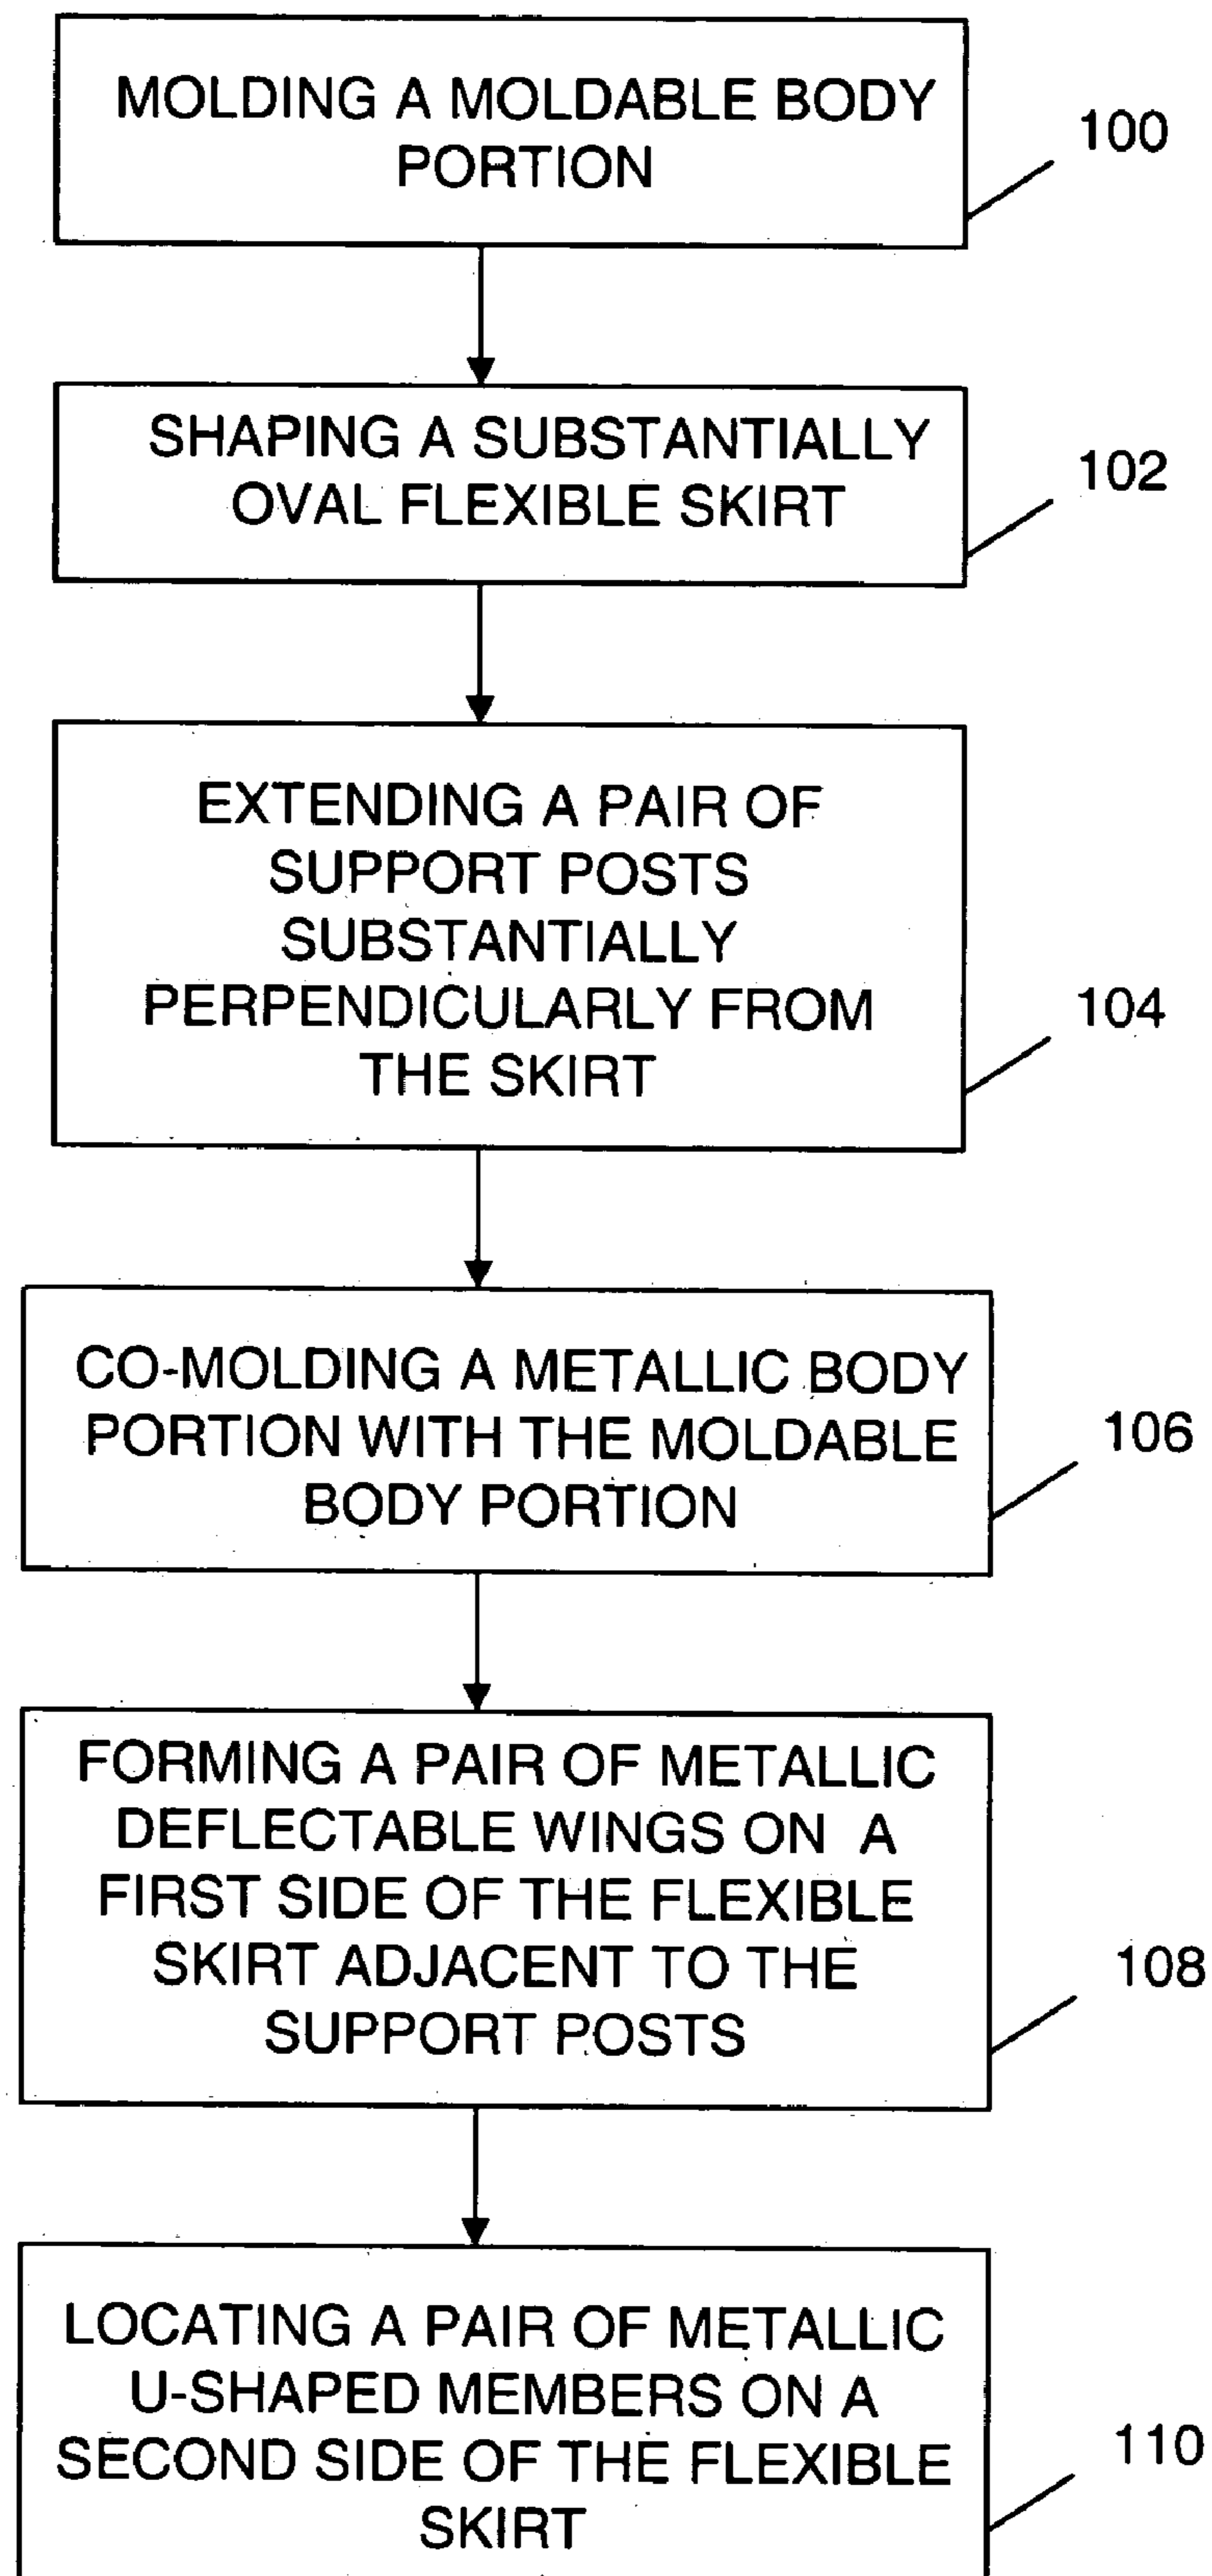 MOLDING A MOLDABLE BODY
PORTION
100
SHAPING A SUBSTANTIALLY
OVAL FLEXIBLE SKIRT
102
EXTENDING A PAIR OF
SUPPORT POSTS
SUBSTANTIALLY
PERPENDICULARLY FROM
THE SKIRT
104
CO-MOLDING A METALLIC BODY
PORTION WITH THE MOLDABLE
BODY PORTION
106
FORMING A PAIR OF METALLIC
DEFLECTABLE WINGS ON A
FIRST SIDE OF THE FLEXIBLE
SKIRT ADJACENT TO THE
SUPPORT POSTS
108
LOCATING A PAIR OF METALLIC
U-SHAPED MEMBERS ON A
SECOND SIDE OF THE FLEXIBLE
SKIRT
110